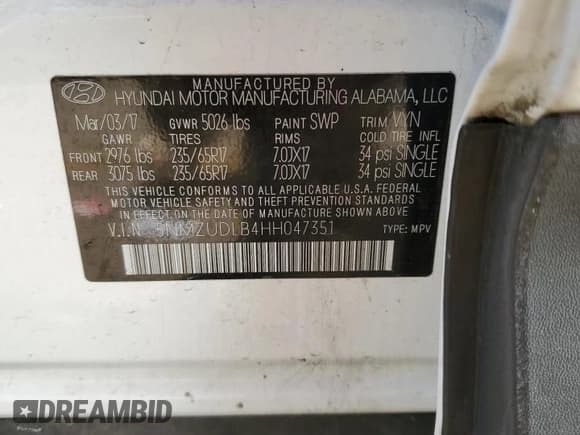 MANUFACTURED BY
HYUNDAI MOTOR MANUFACTURING ALABAMA, LLC
Mar/03/17 GVWR 5026 lbs PAINT SWP TRIM VYN
GAWR TIRES RIMS COLD TIRE INFL
FRONT 2976 lbs 235/65R17 7.0JX17 34 psi SINGLE
REAR 3075 lbs 235/65R17 7.0JX17 34 psi SINGLE
THIS VEHICLE CONFORMS TO ALL APPLICABLE U.S.A. FEDERAL
MOTOR VEHICLE SAFETY AND THEFT PREVENTION
STANDARDS IN EFFECT ON THE
DATE OF MANUFACTURE SHOWN ABOVE.
V.I.N. 5NMZUDLB4HH047351 TYPE: MPV
DREAMBID